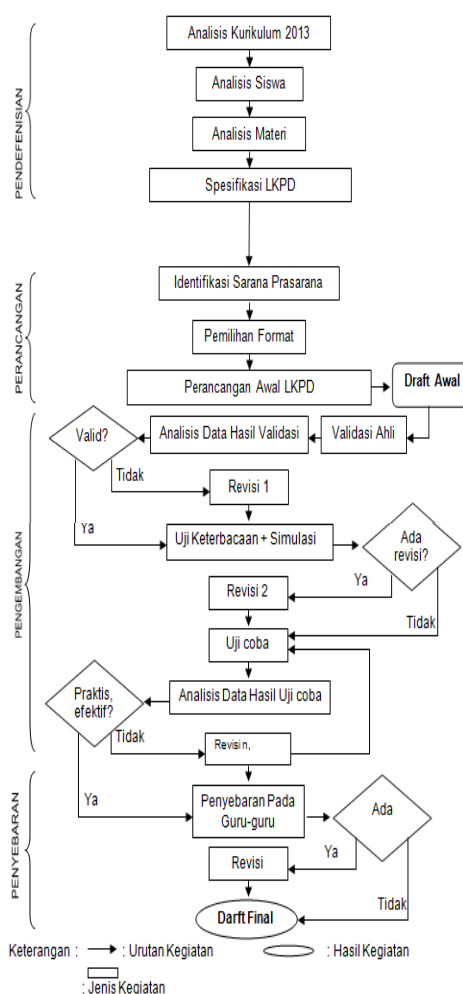 PENDEFENISIAN
Analisis Kurikulum 2013
Analisis Siswa
Analisis Materi
Spesifikasi LKPD
PERANCANGAN
Identifikasi Sarana Prasarana
Pemilihan Format
Perancangan Awal LKPD
Draft Awal
PENGEMBANGAN
Valid?
Analisis Data Hasil Validasi
Validasi Ahli
Tidak
Revisi 1
Ya
Uji Keterbacaan + Simulasi
Ada
revisi?
Ya
Revisi 2
Tidak
Uji coba
Praktis,
efektif?
Analisis Data Hasil Uji coba
Tidak
Revisi n,
PENYEBARAN
Ya
Penyebaran Pada
Guru-guru
Ada
Ya
Revisi
Tidak
Darft Final
Keterangan : : Urutan Kegiatan : Hasil Kegiatan
: Jenis Kegiatan